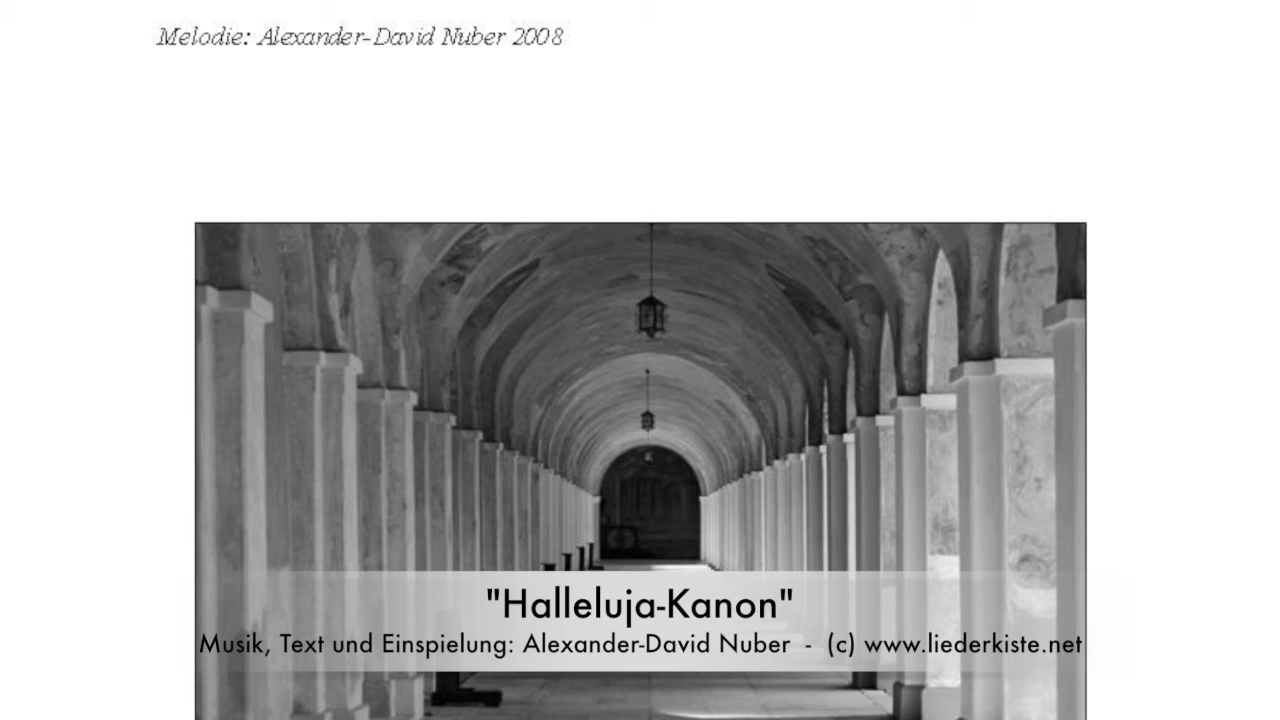 Melodie: Alexander-David Nuber 2008
"Halleluja-Kanon"
Musik, Text und Einspielung: Alexander-David Nuber - (c) www.liederkiste.net